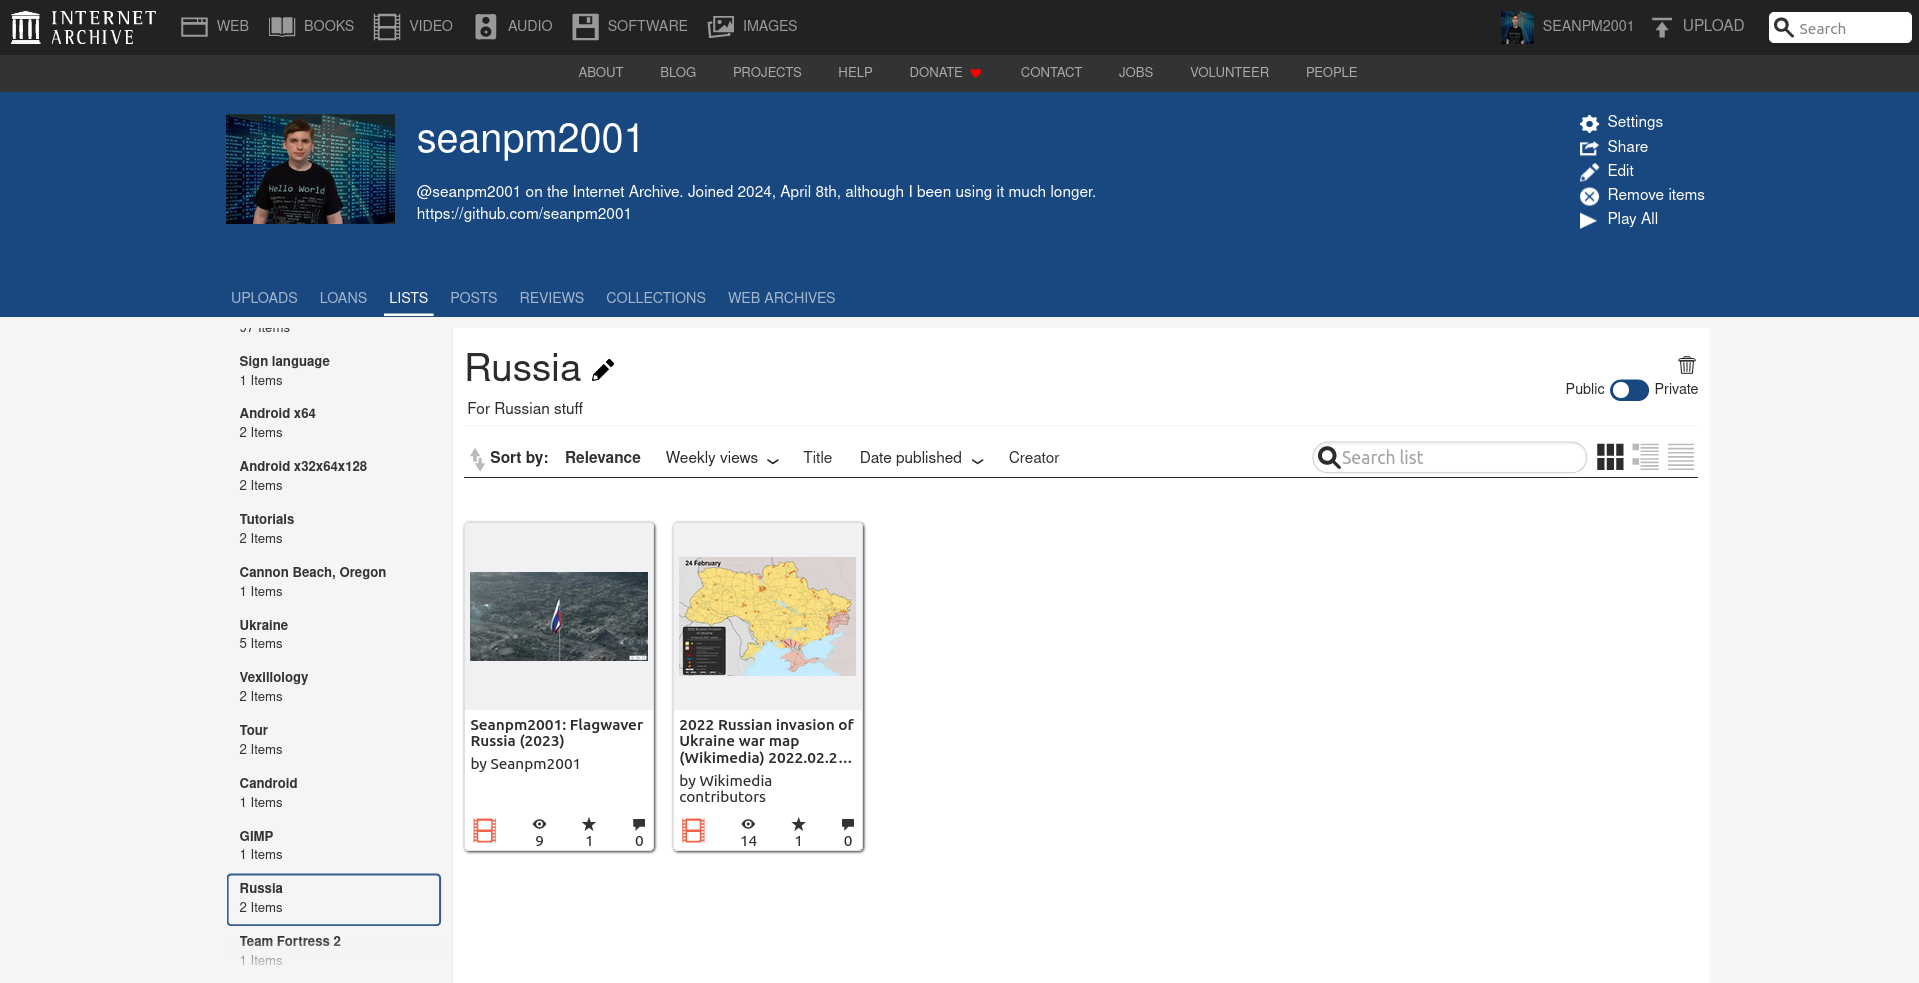 INTERNET
ARCHIVE
WEB
BOOKS
VIDEO
AUDIO
SOFTWARE
IMAGES
SEANPM2001
UPLOAD
Search
ABOUT
BLOG
PROJECTS
HELP
DONATE
CONTACT
JOBS
VOLUNTEER
PEOPLE
Hello World
seanpm2001
@seanpm2001 on the Internet Archive. Joined 2024, April 8th, although I been using it much longer.
https://github.com/seanpm2001
Settings
Share
Edit
Remove items
Play All
UPLOADS
LOANS
LISTS
POSTS
REVIEWS
COLLECTIONS
WEB ARCHIVES
Items
Sign language
1 Items
Android x64
2 Items
Android x32x64x128
2 Items
Tutorials
2 Items
Cannon Beach, Oregon
1 Items
Ukraine
5 Items
Vexillology
2 Items
Tour
2 Items
Candroid
1 Items
GIMP
1 Items
Russia
2 Items
Team Fortress 2
1 Items
Russia
For Russian stuff
Public
Private
Sort by:
Relevance
Weekly views
Title
Date published
Creator
Search list
Seanpm2001: Flagwaver
Russia (2023)
by Seanpm2001
9
1
0
24 February
2022 Russian invasion of
Ukraine war map
(Wikimedia) 2022.02.2...
by Wikimedia
contributors
14
1
0